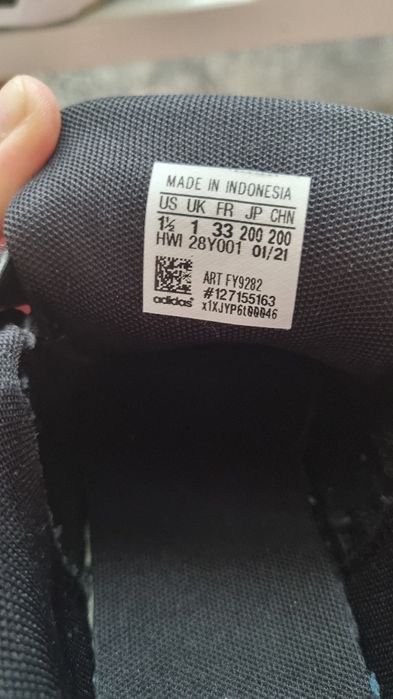 MADE IN INDONESIA
US UK FR JP CHN
1½ 1 33 200 200
HWI 28Y001 01/21
ART FY9282
#127155163
adidas x1XJYP6L00046